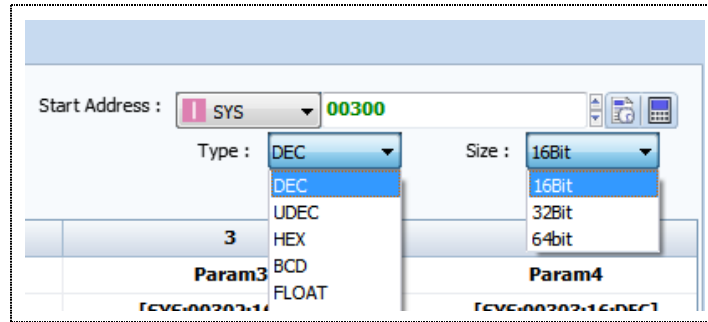 Start Address : SYS 00300
Type : DEC Size : 16Bit
DEC 16Bit
UDEC 32Bit
3 HEX 64bit
Param3 BCD Param4
FLOAT
[SYS:00303:16:DEC]